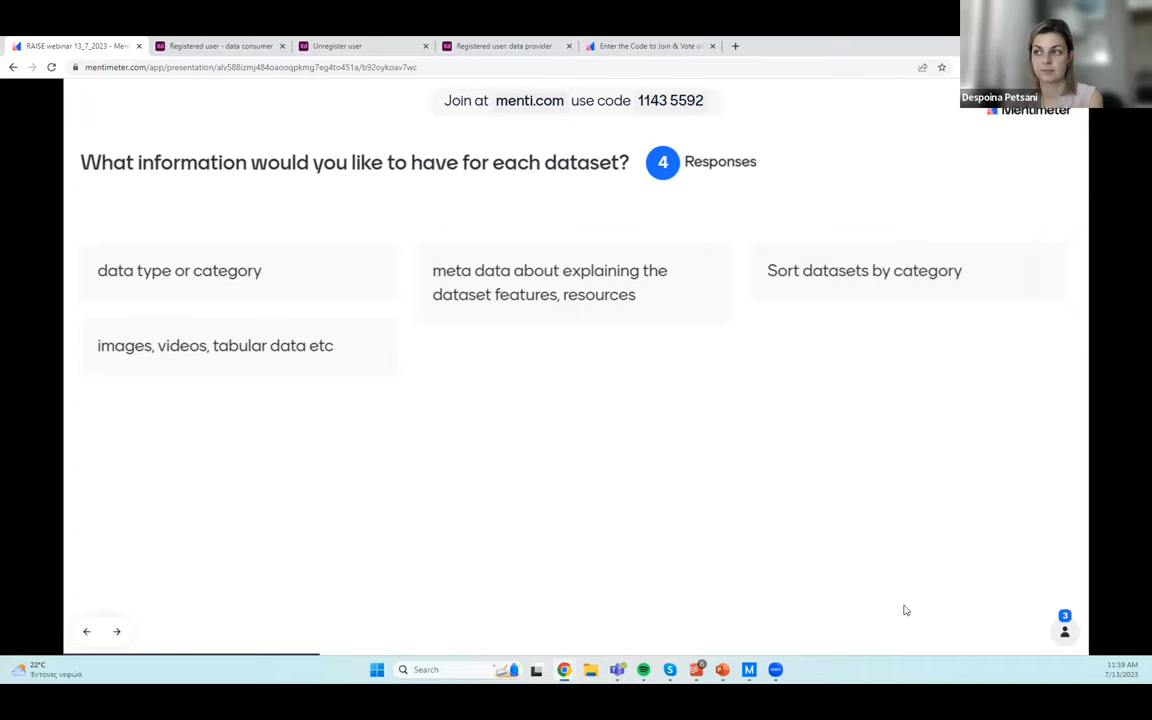 RAISE webinar 13_7_2023 - Men
Registered user - data consumer
Unregister user
Registered user: data provider
Enter the Code to Join & Vote o
mentimeter.com/app/presentation/alv588izmj484oaooqpkmg7eg4to451a/b92oykoav7wc
Despoina Petsani
Join at menti.com use code 1143 5592
Mentimeter
What information would you like to have for each dataset? 4 Responses
data type or category
meta data about explaining the
dataset features, resources
Sort datasets by category
images, videos, tabular data etc
3
22°C
Έντονες νεφώσ.
Search
6
11:39 AM
7/13/2023